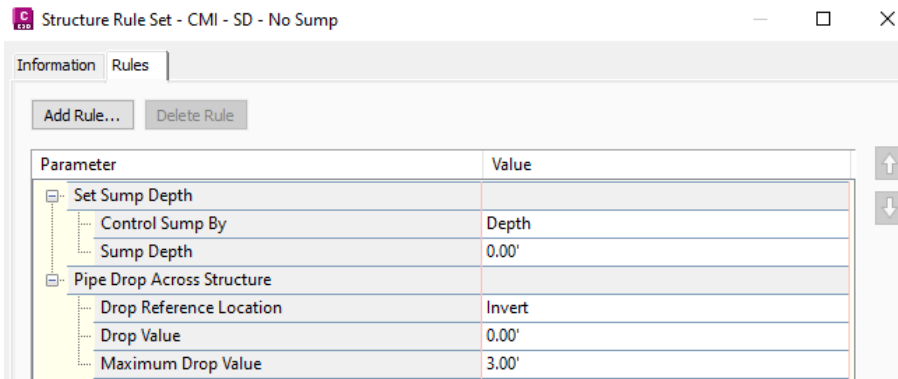 C
C3D
Structure Rule Set - CMI - SD - No Sump
Information Rules
Add Rule... Delete Rule
Parameter Value
Set Sump Depth
Control Sump By Depth
Sump Depth 0.00'
Pipe Drop Across Structure
Drop Reference Location Invert
Drop Value 0.00'
Maximum Drop Value 3.00'